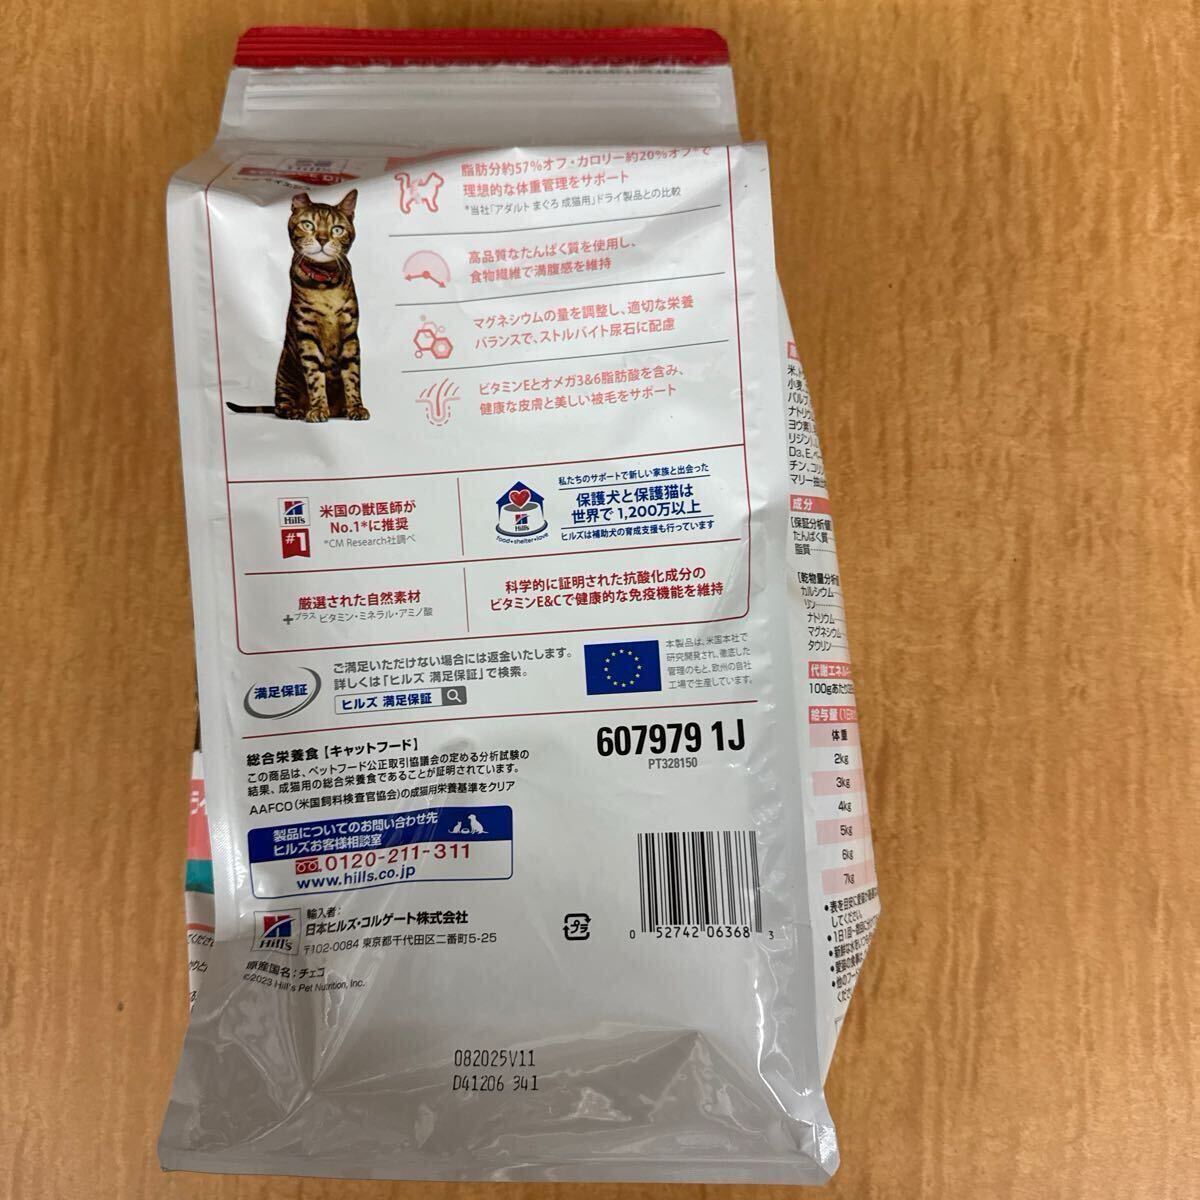 脂肪分約57%オフ・カロリー約20%オフ*で
理想的な体重管理をサポート
*当社「アダルト まぐろ 成猫用」ドライ製品との比較
高品質なたんぱく質を使用し、
食物繊維で満腹感を維持
マグネシウムの量を調整し、適切な栄養
バランスで、ストルバイト尿石に配慮
ビタミンEとオメガ3&6脂肪酸を含み、
健康な皮膚と美しい被毛をサポート
Hill's
#1
米国の獣医師が
No.1*に推奨
*CM Research社調べ
Hill's
food•shelter•love
私たちのサポートで新しい家族と出会った
保護犬と保護猫は
世界で1,200万以上
ヒルズは補助犬の育成支援も行っています
厳選された自然素材
+プラス ビタミン・ミネラル・アミノ酸
科学的に証明された抗酸化成分の
ビタミンE&Cで健康的な免疫機能を維持
満足保証
ご満足いただけない場合には返金いたします。
詳しくは「ヒルズ 満足保証」で検索。
ヒルズ 満足保証
本製品は、米国本社で
研究開発され、徹底した
管理のもと、欧州の自社
工場で生産しています。
607979 1J
PT328150
総合栄養食【キャットフード】
この商品は、ペットフード公正取引協議会の定める分析試験の
結果、成猫用の総合栄養食であることが証明されています。
AAFCO(米国飼料検査官協会)の成猫用栄養基準をクリア
製品についてのお問い合わせ先
ヒルズお客様相談室
0120-211-311
www.hills.co.jp
Hill's
輸入者:
日本ヒルズ・コルゲート株式会社
〒102-0084 東京都千代田区二番町5-25
プラ
原産国名:チェコ
©2023 Hill's Pet Nutrition, Inc.
0 52742 06368 3
082025V11
D41206 341
成分
【保証分析値
たんぱく質
脂質
【乾物量分析
カルシウム
リン
ナトリウム
マグネシウム
タウリン
代謝エネル
100gあたり
給与量(1日
体重
2kg
3kg
4kg
5kg
6kg
7kg